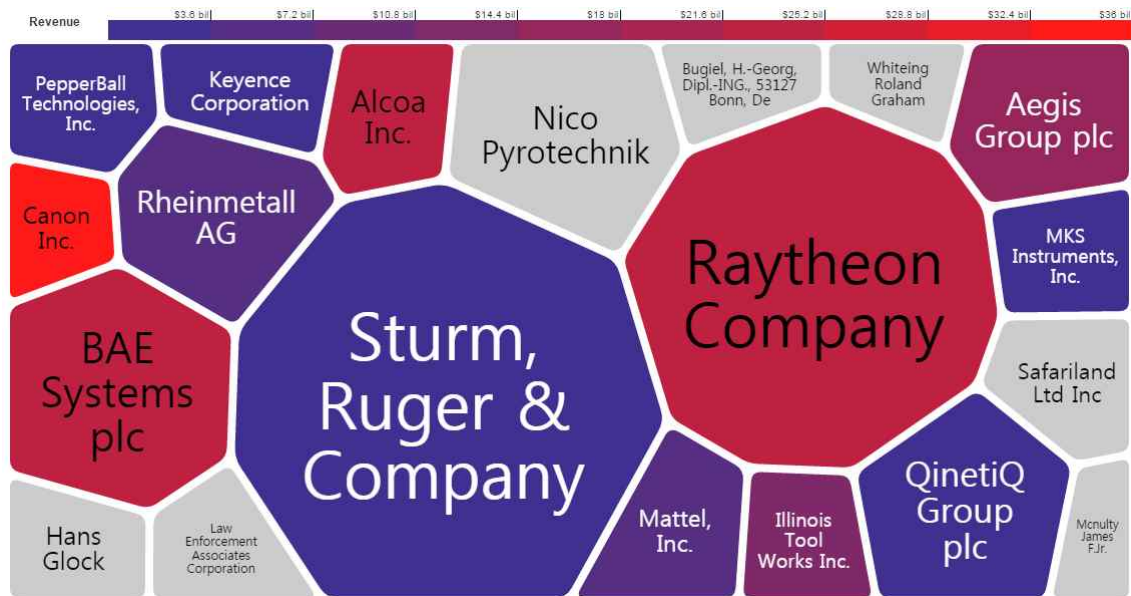 Revenue
$3.6 bil
$7.2 bil
$10.8 bil
$14.4 bil
$18 bil
$21.6 bil
$25.2 bil
$28.8 bil
$32.4 bil
$36 bil
PepperBall
Technologies,
Inc.
Keyence
Corporation
Alcoa
Inc.
Nico
Pyrotechnik
Bugiel, H.-Georg,
Dipl.-ING., 53127
Bonn, De
Whiteing
Roland
Graham
Aegis
Group plc
Canon
Inc.
Rheinmetall
AG
Raytheon
Company
MKS
Instruments,
Inc.
BAE
Systems
plc
Sturm,
Ruger &
Company
Safariland
Ltd Inc
Hans
Glock
Law
Enforcement
Associates
Corporation
Mattel,
Inc.
Illinois
Tool
Works Inc.
QinetiQ
Group
plc
Mcnulty
James
F.Jr.